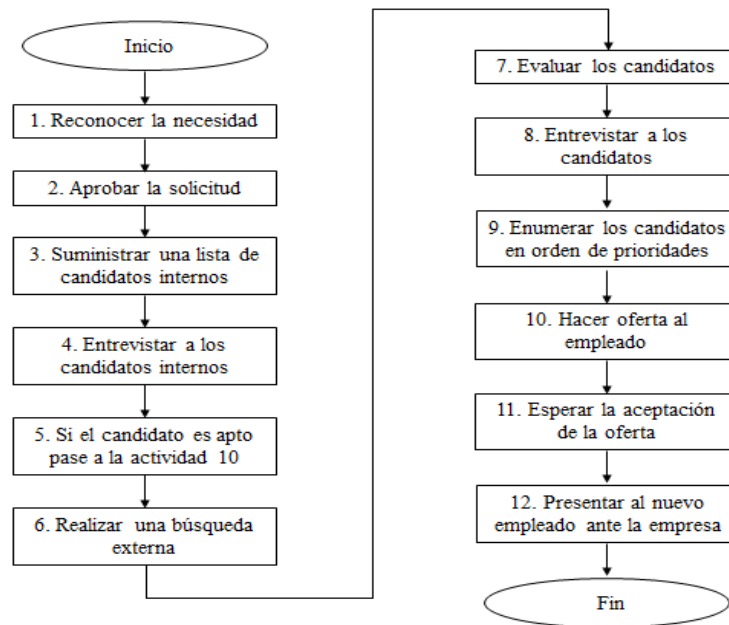 Inicio
1. Reconocer la necesidad
2. Aprobar la solicitud
3. Suministrar una lista de
candidatos internos
4. Entrevistar a los
candidatos internos
5. Si el candidato es apto
pase a la actividad 10
6. Realizar una búsqueda
externa
7. Evaluar los candidatos
8. Entrevistar a los
candidatos
9. Enumerar los candidatos
en orden de prioridades
10. Hacer oferta al
empleado
11. Esperar la aceptación
de la oferta
12. Presentar al nuevo
empleado ante la empresa
Fin